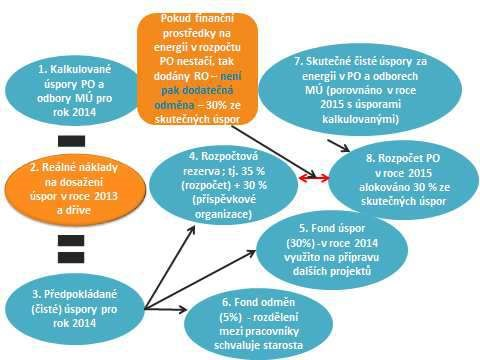 1. Kalkulované
úspory PO a
odbory MÚ pro
rok 2014
Pokud finanční
prostředky na
energii v rozpočtu
PO nestačí, tak
dodány RO – není
pak dodatečná
odměna – 30% ze
skutečných úspor
7. Skutečné čisté úspory za
energii v PO a odborech
MÚ (porovnáno v roce
2015 s úsporami
kalkulovanými)
2. Reálné náklady
na dosažení
úspor v roce 2013
a dříve
4. Rozpočtová
rezerva ; tj. 35 %
(rozpočet) + 30 %
(příspěvkové
organizace)
8. Rozpočet PO
v roce 2015
alokováno 30 % ze
skutečných úspor
5. Fond úspor
(30%) -v roce 2014
využito na přípravu
dalších projektů
3. Předpokládané
(čisté) úspory pro
rok 2014
6. Fond odměn
(5%) - rozdělení
mezi pracovníky
schvaluje starosta